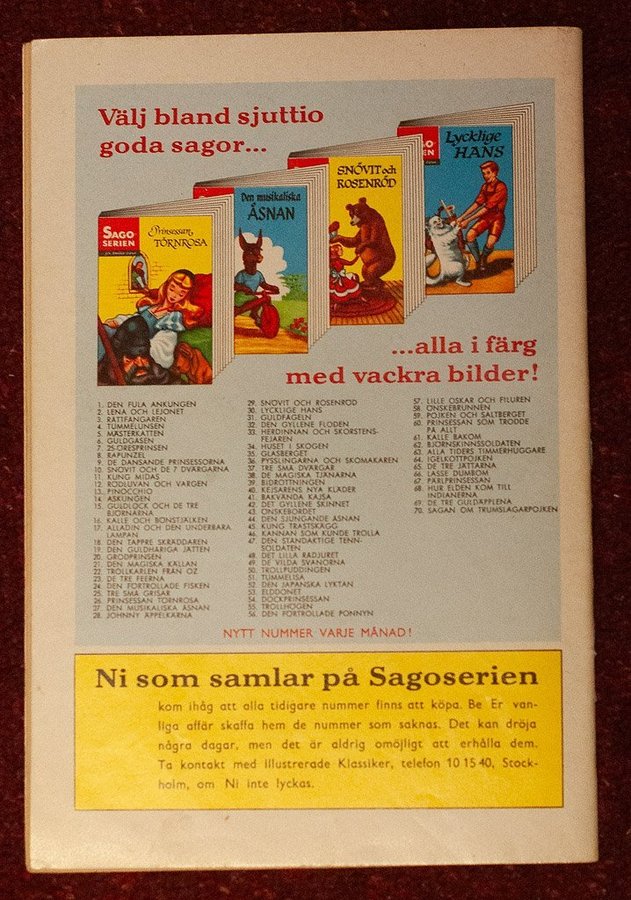 Välj bland sjuttio
goda sagor...
SAGO-
SERIEN
Prinsessan
TÖRNROSA
Den musikaliska
ÅSNAN
SNÖVIT och
ROSENRÖD
Lycklige
HANS
...alla i färg
med vackra bilder!
1. DEN FULA ANKUNGEN
2. LENA OCH LEJONET
3. RÅTTFÅNGAREN
4. TUMMELUNSEN
5. MÄSTERKATTEN
6. GULDGÅSEN
7. 25-ÖRESPRINSEN
8. RAPUNZEL
9. DE DANSANDE PRINSESSORNA
10. SNÖVIT OCH DE 7 DVÄRGARNA
11. KUNG MIDAS
12. RÖDLUVAN OCH VARGEN
13. PINOCCHIO
14. ASKUNGEN
15. GULDLOCK OCH DE TRE
BJÖRNARNA
16. KALLE OCH BÖNSTJÄLKEN
17. ALLADIN OCH DEN UNDERBARA
LAMPAN
18. DEN TAPPRE SKRÄDDAREN
19. DEN GULDHÅRIGA JÄTTEN
20. GRODPRINSEN
21. DEN MAGISKA KÄLLAN
22. TROLLKARLEN FRÅN OZ
23. DE TRE FEERNA
24. DEN FÖRTROLLADE FISKEN
25. TRE SMÅ GRISAR
26. PRINSESSAN TÖRNROSA
27. DEN MUSIKALISKA ÅSNAN
28. JOHNNY ÄPPELKÄRNA
29. SNÖVIT OCH ROSENRÖD
30. LYCKLIGE HANS
31. GULDFÅGELN
32. DEN GYLLENE FLODEN
33. HERDINNAN OCH SKORSTENS-
FEJAREN
34. HUSET I SKOGEN
35. GLASBERGET
36. PYSSLINGARNA OCH SKOMAKAREN
37. TRE SMÅ DVÄRGAR
38. DE MAGISKA TJÄNARNA
39. BIDROTTNINGEN
40. KEJSARENS NYA KLÄDER
41. BAKVÄNDA KAJSA
42. DET GYLLENE SKINNET
43. ÖNSKEBORDET
44. DEN SJUNGANDE ÅSNAN
45. KUNG TRASTSKÄGG
46. KANNAN SOM KUNDE TROLLA
47. DEN STÅNDAKTIGE TENN-
SOLDATEN
48. DET LILLA RÅDJURET
49. DE VILDA SVANORNA
50. TROLLPUDDINGEN
51. TUMMELISA
52. DEN JAPANSKA LYKTAN
53. ELDDONET
54. DOCKPRINSESSAN
55. TROLLHÖGEN
56. DEN FÖRTROLLADE PONNYN
57. LILLE OSKAR OCH FILUREN
58. ÖNSKEBRUNNEN
59. POJKEN OCH SALTBERGET
60. PRINSESSAN SOM TRODDE
PÅ ALLT
61. KALLE BAKOM
62. BJÖRNSKINNSSOLDATEN
63. ALLA TIDERS TIMMERHUGGARE
64. IGELKOTTPOJKEN
65. DE TRE JÄTTARNA
66. LASSE DUMBOM
67. PÄRLPRINSESSAN
68. HUR ELDEN KOM TILL
INDIANERNA
69. DE TRE GULDÄPPLENA
70. SAGAN OM TRUMSLAGARPOJKEN
NYTT NUMMER VARJE MÅNAD!
Ni som samlar på Sagoserien
kom ihåg att alla tidigare nummer finns att köpa. Be Er van-
liga affär skaffa hem de nummer som saknas. Det kan dröja
några dagar, men det är aldrig omöjligt att erhålla dem.
Ta kontakt med Illustrerade Klassiker, telefon 10 15 40, Stock-
holm, om Ni inte lyckas.